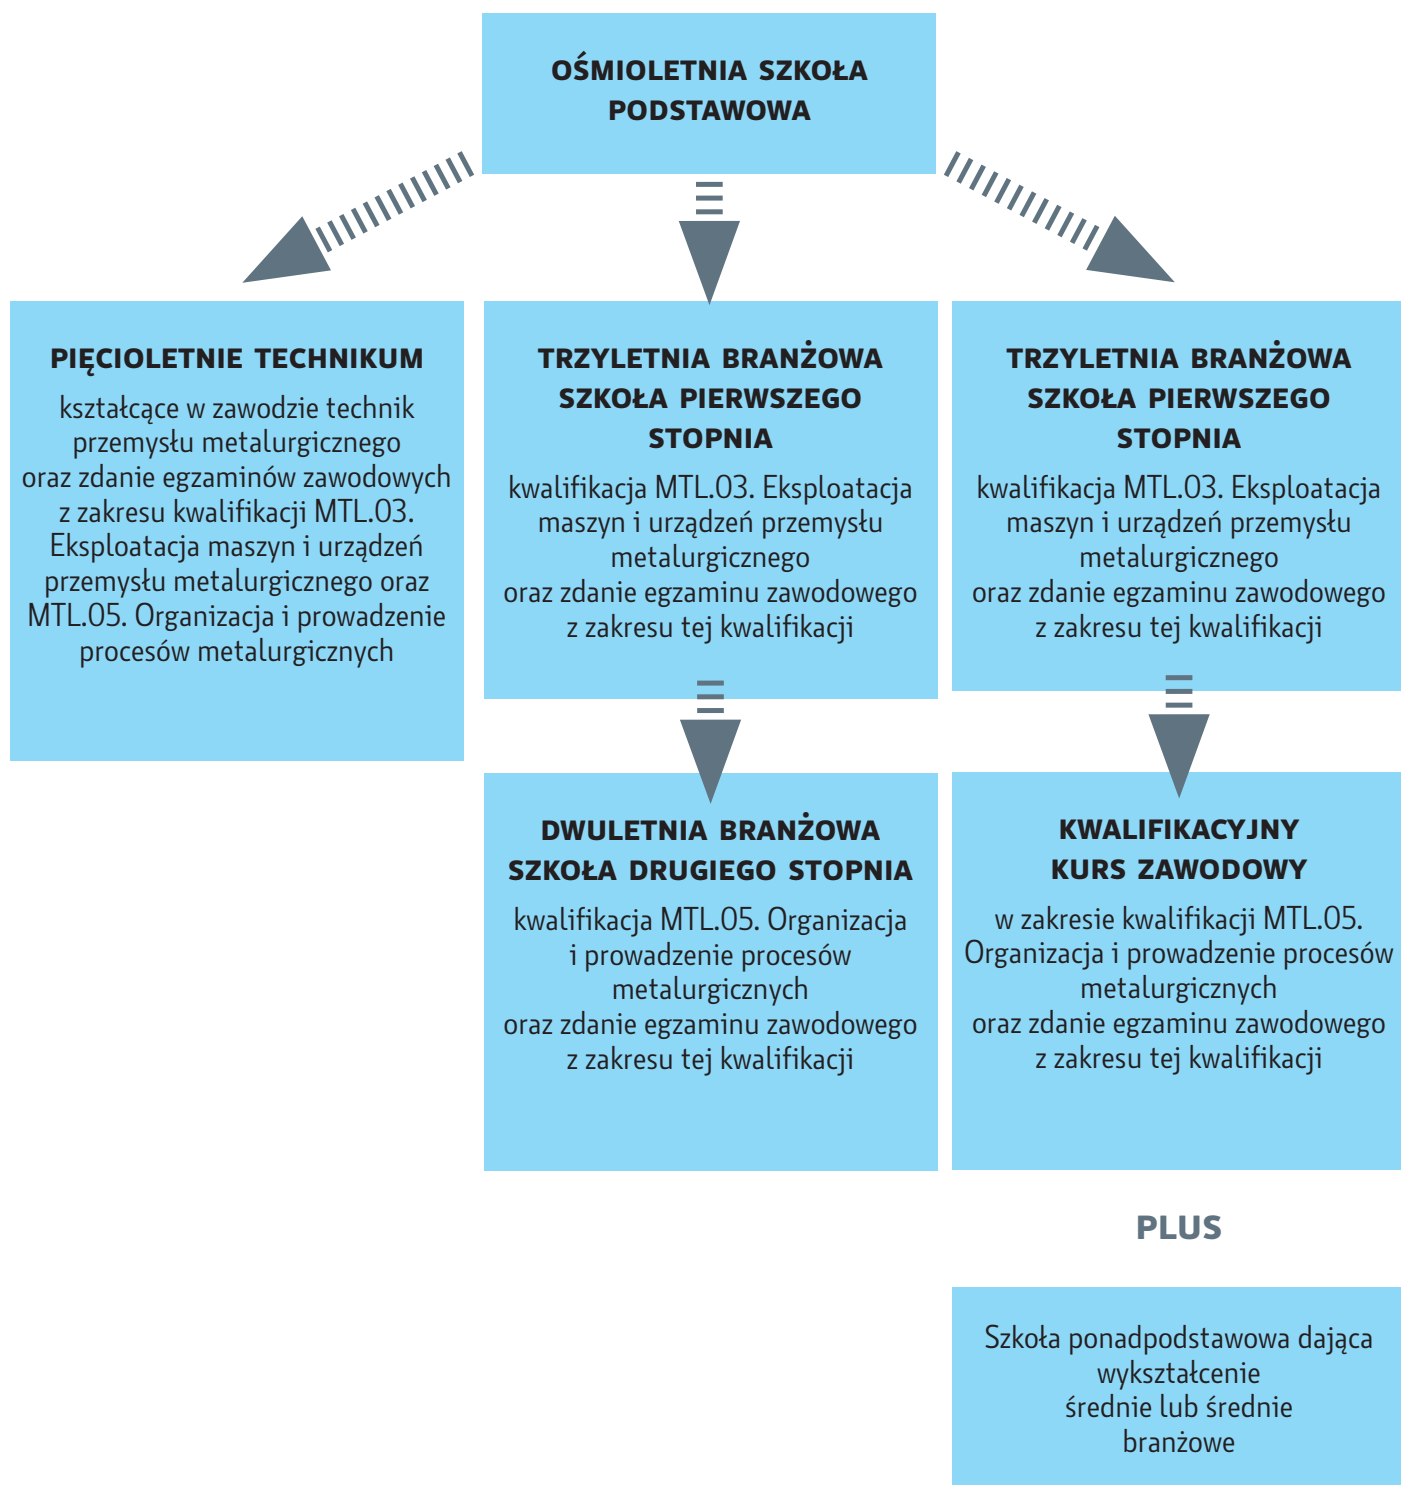 OŚMIOLETNIA SZKOŁA
PODSTAWOWA
PIĘCIOLETNIE TECHNIKUM
kształcące w zawodzie technik
przemysłu metalurgicznego
oraz zdanie egzaminów zawodowych
z zakresu kwalifikacji MTL.03.
Eksploatacja maszyn i urządzeń
przemysłu metalurgicznego oraz
MTL.05. Organizacja i prowadzenie
procesów metalurgicznych
TRZYLETNIA BRANŻOWA
SZKOŁA PIERWSZEGO
STOPNIA
kwalifikacja MTL.03. Eksploatacja
maszyn i urządzeń przemysłu
metalurgicznego
oraz zdanie egzaminu zawodowego
z zakresu tej kwalifikacji
TRZYLETNIA BRANŻOWA
SZKOŁA PIERWSZEGO
STOPNIA
kwalifikacja MTL.03. Eksploatacja
maszyn i urządzeń przemysłu
metalurgicznego
oraz zdanie egzaminu zawodowego
z zakresu tej kwalifikacji
DWULETNIA BRANŻOWA
SZKOŁA DRUGIEGO STOPNIA
kwalifikacja MTL.05. Organizacja
i prowadzenie procesów
metalurgicznych
oraz zdanie egzaminu zawodowego
z zakresu tej kwalifikacji
KWALIFIKACYJNY
KURS ZAWODOWY
w zakresie kwalifikacji MTL.05.
Organizacja i prowadzenie procesów
metalurgicznych
oraz zdanie egzaminu zawodowego
z zakresu tej kwalifikacji
PLUS
Szkoła ponadpodstawowa dająca
wykształcenie
średnie lub średnie
branżowe